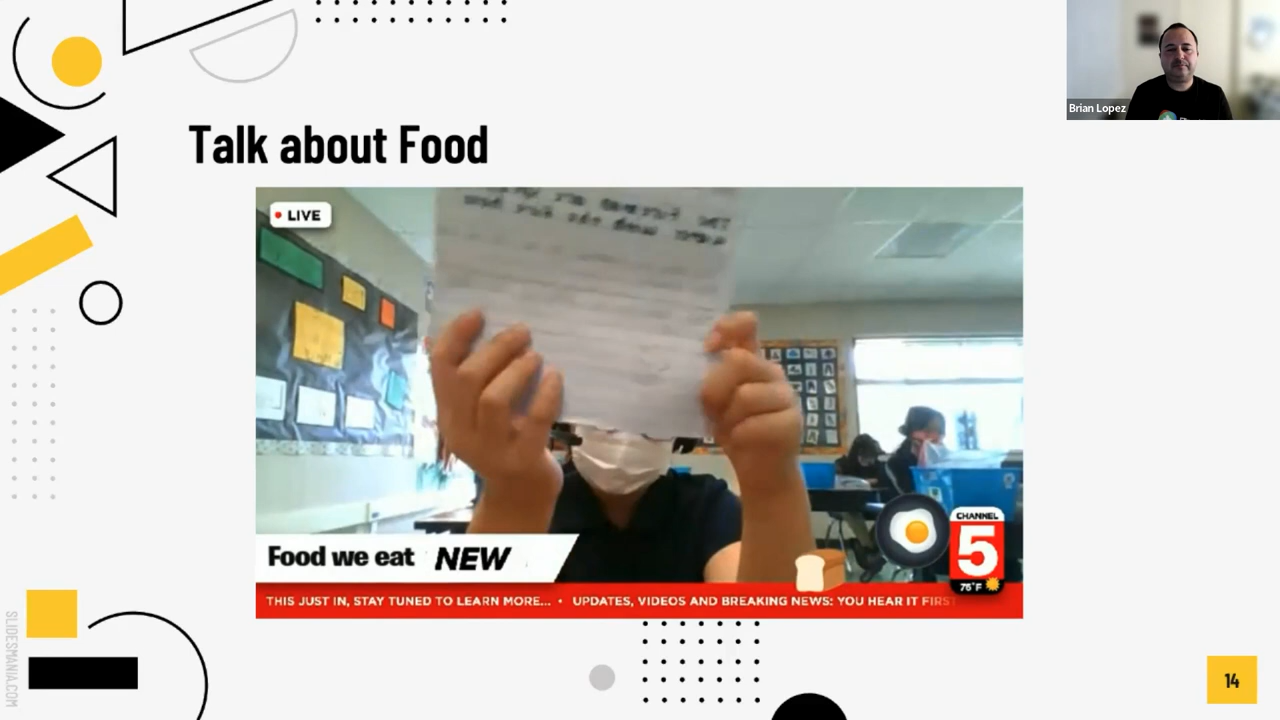 Brian Lopez
Talk about Food
LIVE
Food we eat NEW
CHANNEL
5
75°F
THIS JUST IN, STAY TUNED TO LEARN MORE... • UPDATES, VIDEOS AND BREAKING NEWS: YOU HEAR IT FIRST
SLIDESMANIA.COM
14